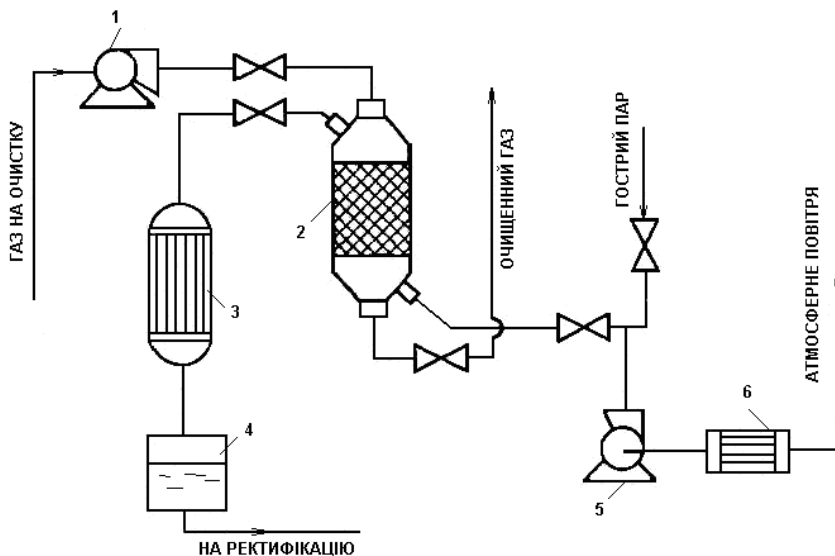 1
ГАЗ НА ОЧИСТКУ
2
3
4
НА РЕКТИФІКАЦІЮ
ОЧИЩЕННИЙ ГАЗ
ГОСТРИЙ ПАР
АТМОСФЕРНЕ ПОВІТРЯ
5
6